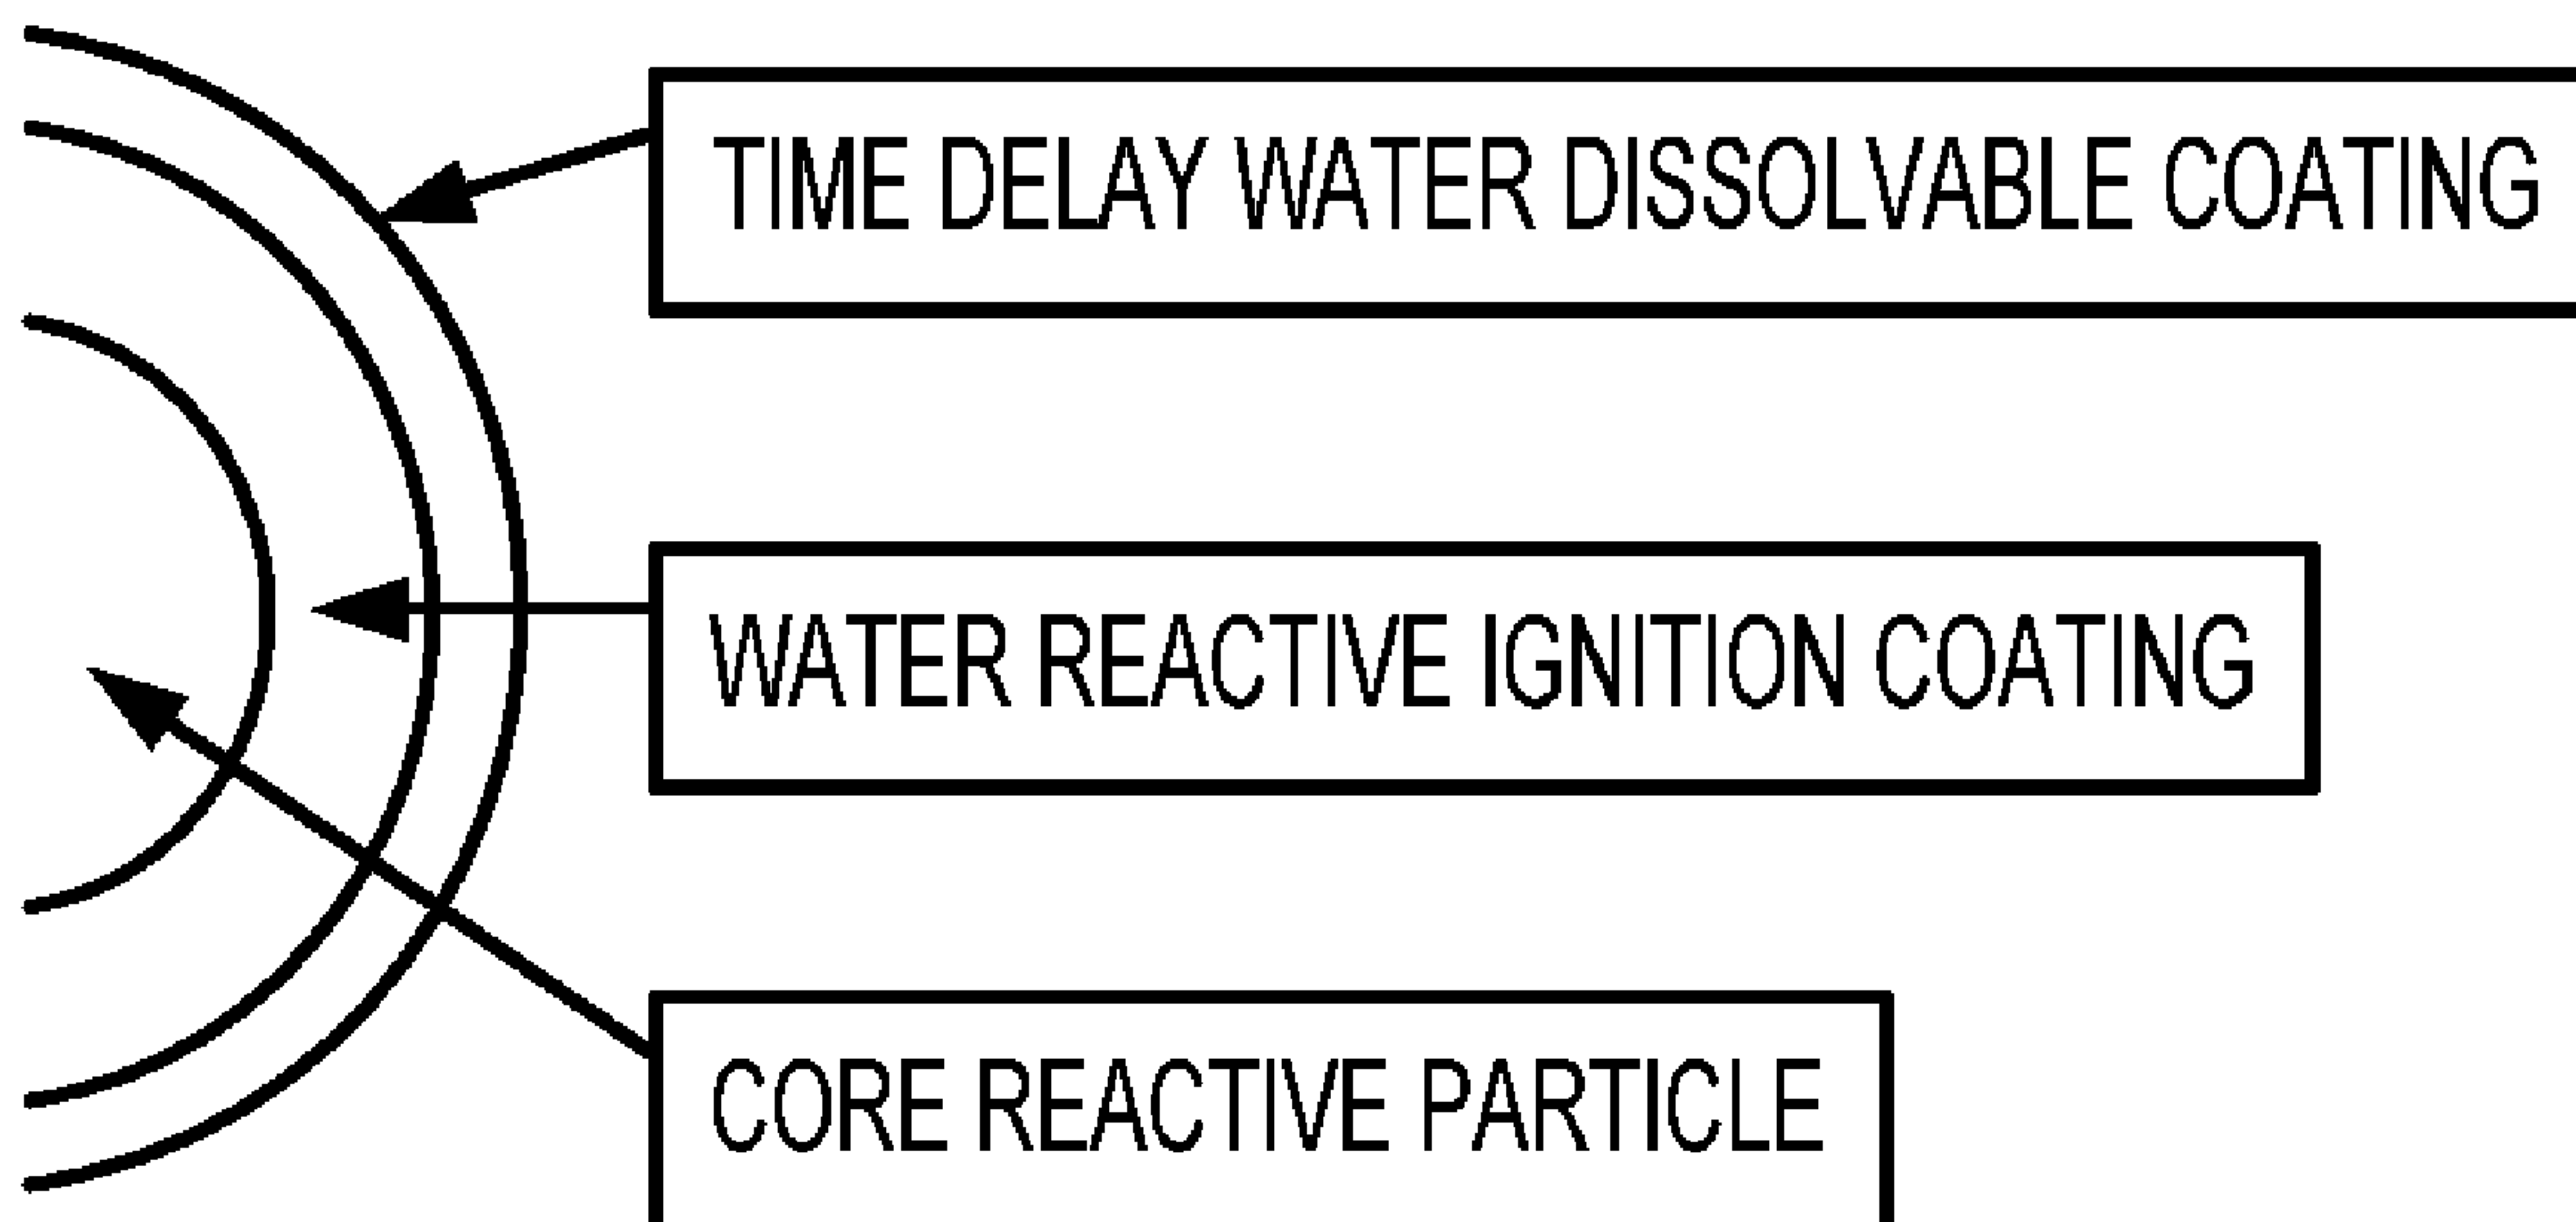 TIME DELAY WATER DISSOLVABLE COATING
WATER REACTIVE IGNITION COATING
CORE REACTIVE PARTICLE